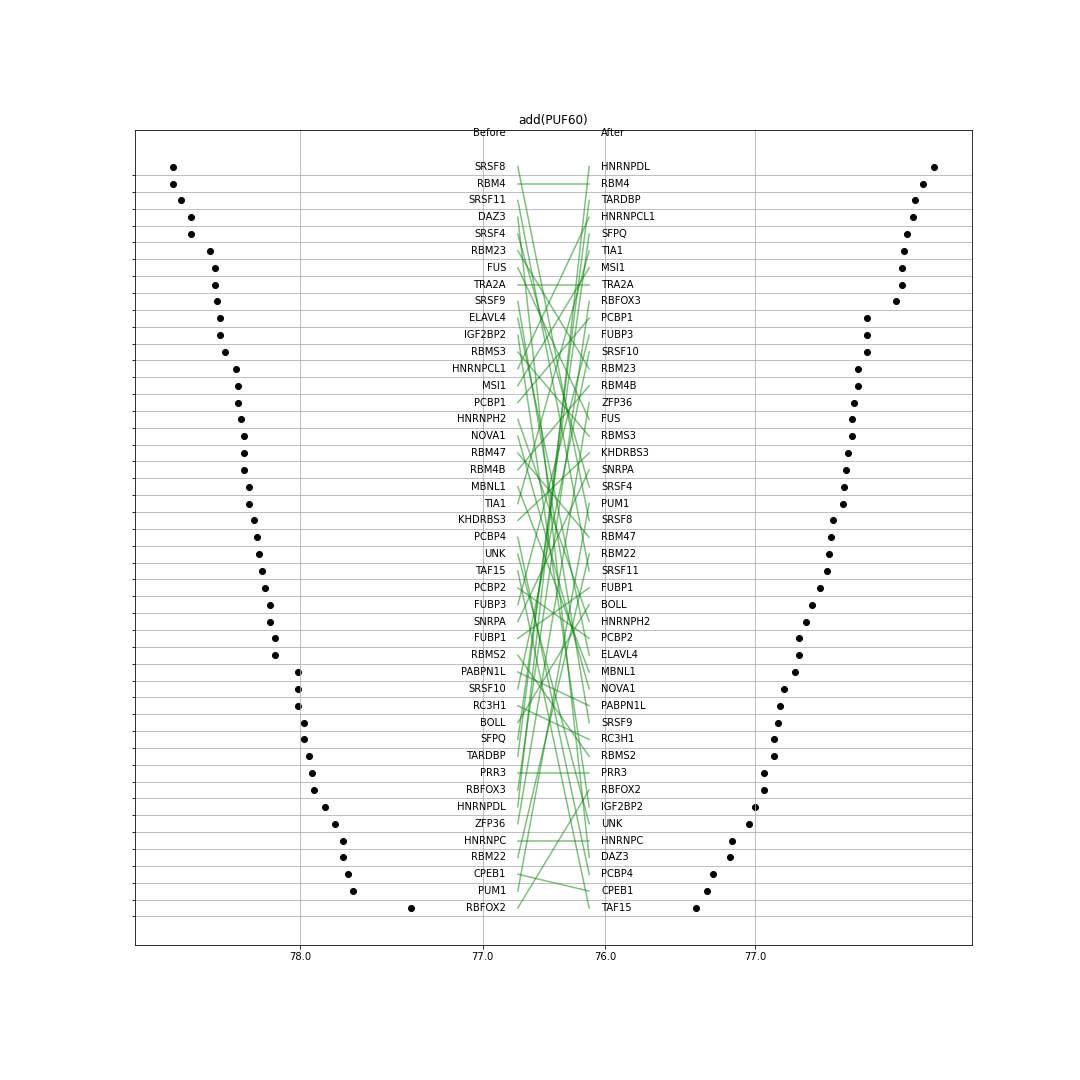 add(PUF60)
Before After
SRSF8 HNRNPDL
RBM4 RBM4
SRSF11 TARDBP
DAZ3 HNRNPCL1
SRSF4 SFPQ
RBM23 TIA1
FUS MSI1
TRA2A TRA2A
SRSF9 RBFOX3
ELAVL4 PCBP1
IGF2BP2 FUBP3
RBMS3 SRSF10
HNRNPCL1 RBM23
MSI1 RBM4B
PCBP1 ZFP36
HNRNPH2 FUS
NOVA1 RBMS3
RBM47 KHDRBS3
RBM4B SNRPA
MBNL1 SRSF4
TIA1 PUM1
KHDRBS3 SRSF8
PCBP4 RBM47
UNK RBM22
TAF15 SRSF11
PCBP2 FUBP1
FUBP3 BOLL
SNRPA HNRNPH2
FUBP1 PCBP2
RBMS2 ELAVL4
PABPN1L MBNL1
SRSF10 NOVA1
RC3H1 PABPN1L
BOLL SRSF9
SFPQ RC3H1
TARDBP RBMS2
PRR3 PRR3
RBFOX3 RBFOX2
HNRNPDL IGF2BP2
ZFP36 UNK
HNRNPC HNRNPC
RBM22 DAZ3
CPEB1 PCBP4
PUM1 CPEB1
RBFOX2 TAF15
78.0 77.0 76.0 77.0